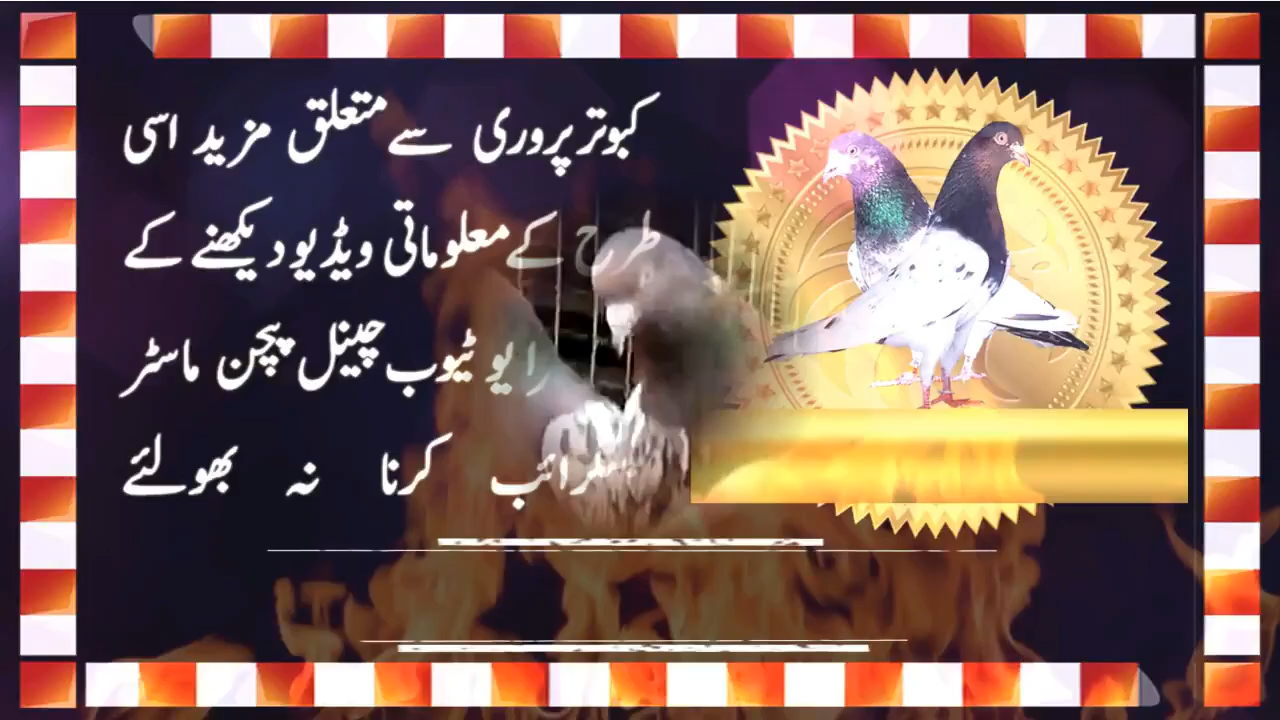 کبوتر پروری سے متعلق مزید اسی
طرح کے معلوماتی ویڈیو دیکھنے کے
یو ٹیوب چینل پیجن ماسٹر
کرنا نہ بھولئے